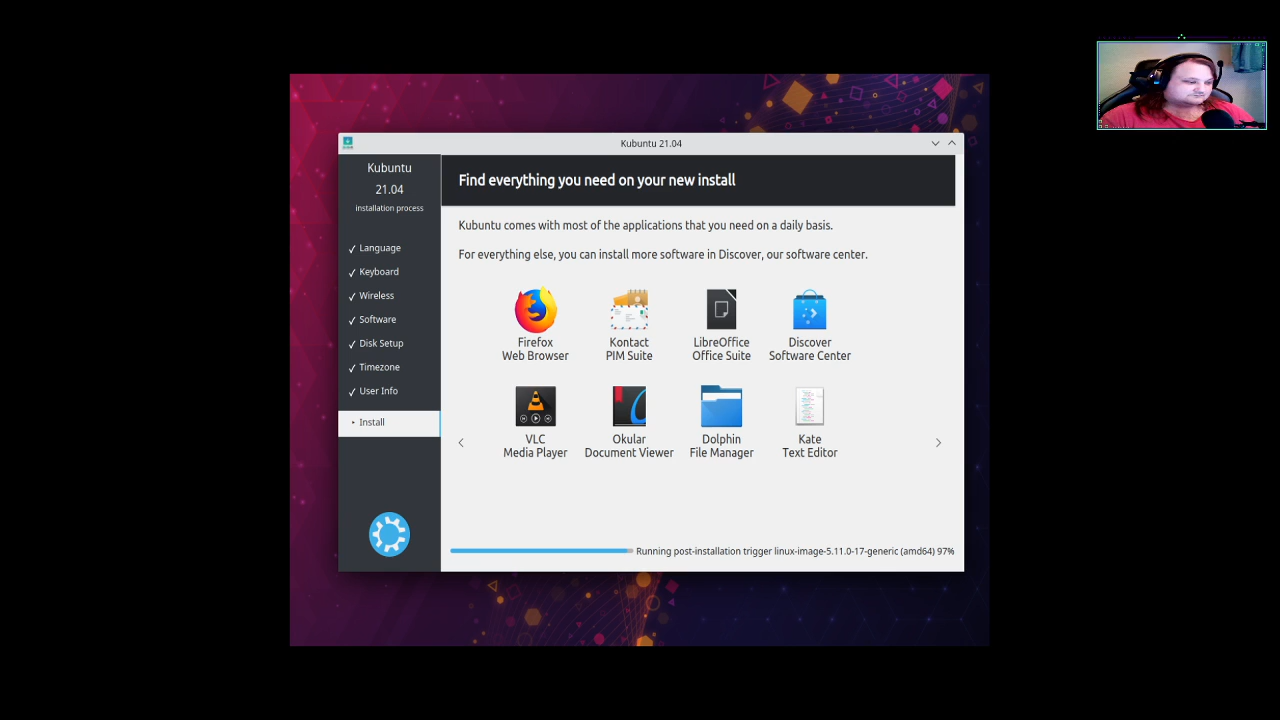 Kubuntu 21.04
Kubuntu
21.04
installation process
✓ Language
✓ Keyboard
✓ Wireless
✓ Software
✓ Disk Setup
✓ Timezone
✓ User Info
Install
Find everything you need on your new install
Kubuntu comes with most of the applications that you need on a daily basis.
For everything else, you can install more software in Discover, our software center.
Firefox
Web Browser
Kontact
PIM Suite
LibreOffice
Office Suite
Discover
Software Center
VLC
Media Player
Okular
Document Viewer
Dolphin
File Manager
Kate
Text Editor
Running post-installation trigger linux-image-5.11.0-17-generic (amd64) 97%